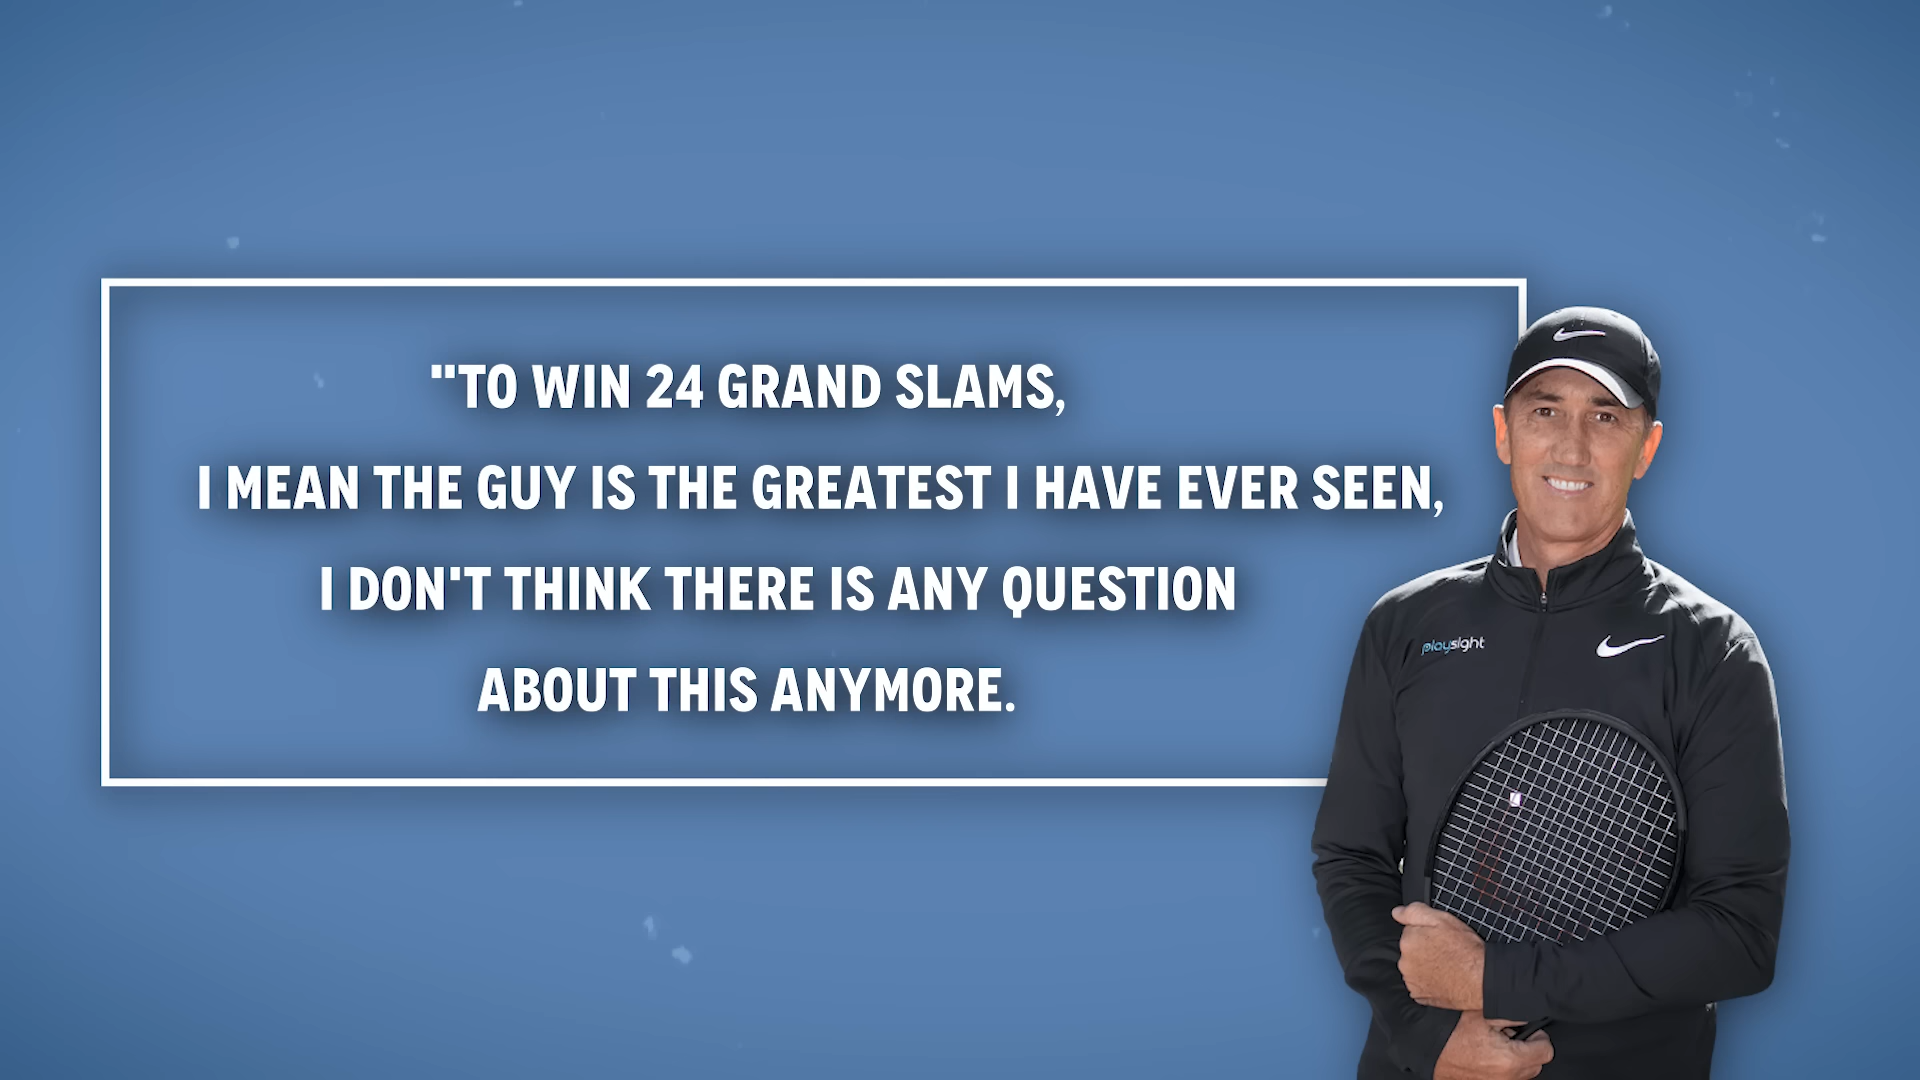 "TO WIN 24 GRAND SLAMS,
I MEAN THE GUY IS THE GREATEST I HAVE EVER SEEN,
I DON'T THINK THERE IS ANY QUESTION
ABOUT THIS ANYMORE.
playsight